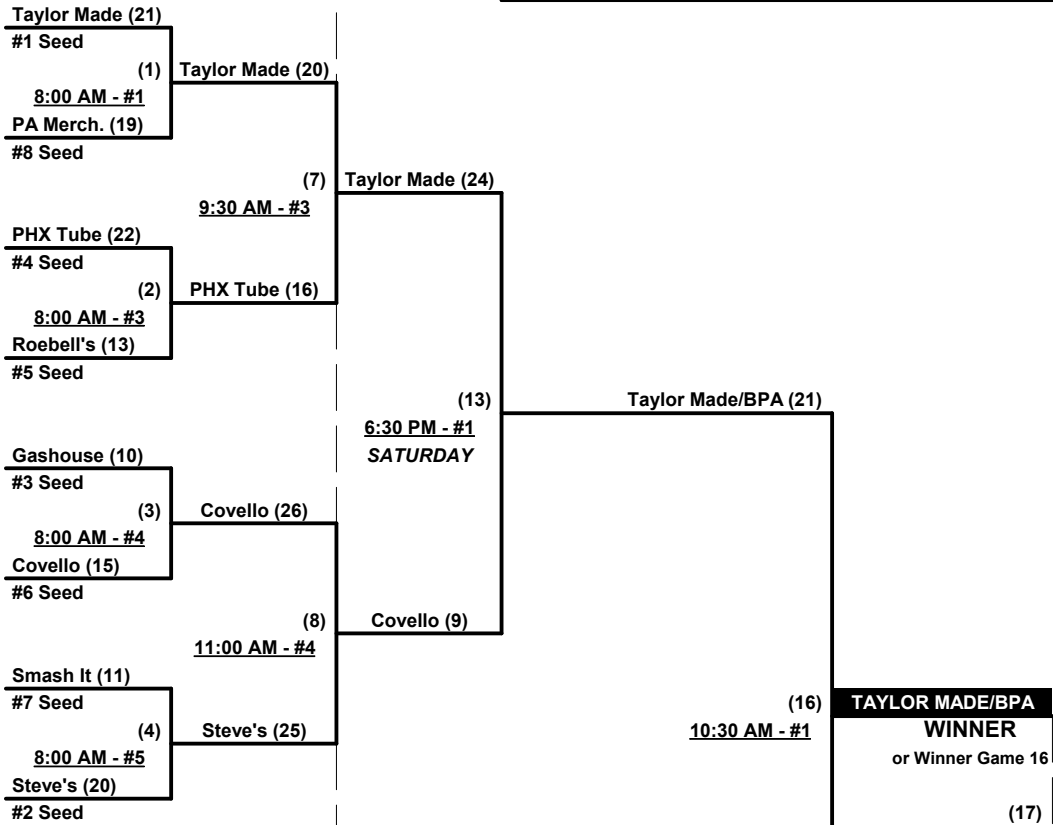 Taylor Made (21)
#1 Seed
(1) Taylor Made (20)
8:00 AM - #1
PA Merch. (19)
#8 Seed
(7) Taylor Made (24)
9:30 AM - #3
PHX Tube (22)
#4 Seed
(2) PHX Tube (16)
8:00 AM - #3
Roebell's (13)
#5 Seed
(13) Taylor Made/BPA (21)
6:30 PM - #1
SATURDAY
Gashouse (10)
#3 Seed
(3) Covello (26)
8:00 AM - #4
Covello (15)
#6 Seed
(8) Covello (9)
11:00 AM - #4
Smash It (11)
#7 Seed
(4) Steve's (25)
8:00 AM - #5
Steve's (20)
#2 Seed
(16) TAYLOR MADE/BPA
10:30 AM - #1 WINNER
or Winner Game 16
(17)